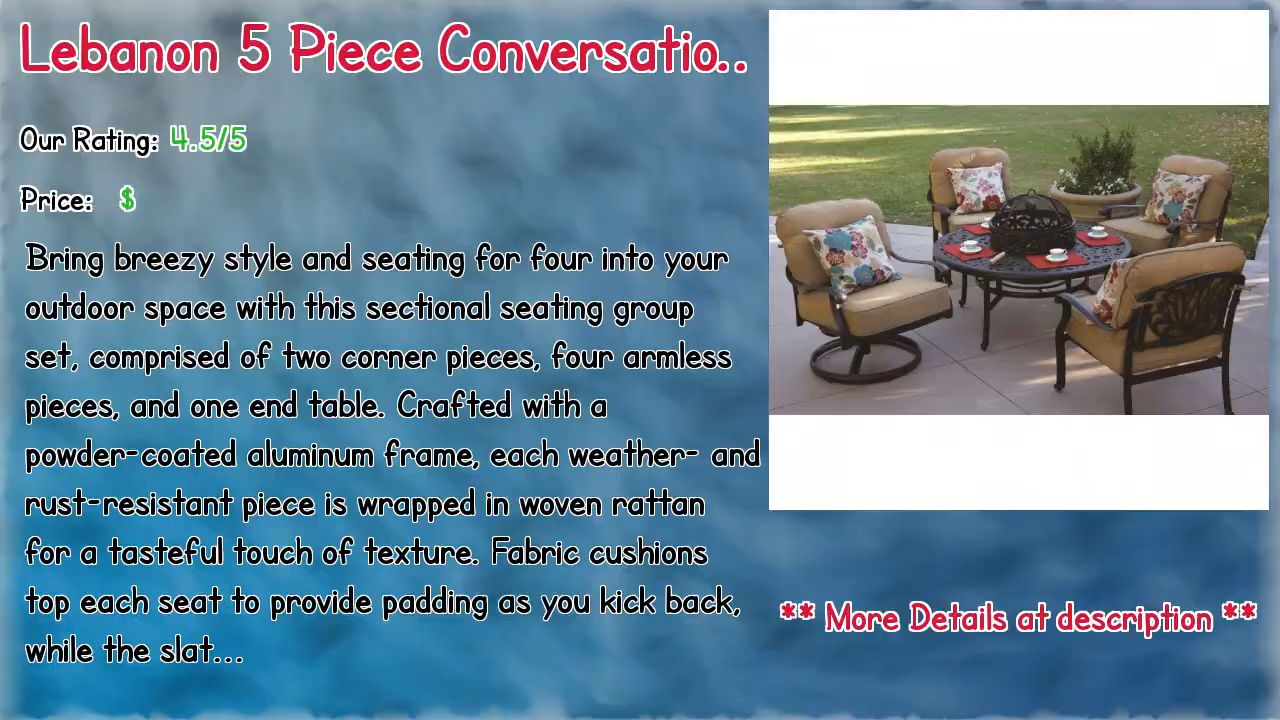 Lebanon 5 Piece Conversatio..
Our Rating: 4.5/5
Price: $
Bring breezy style and seating for four into your
outdoor space with this sectional seating group
set, comprised of two corner pieces, four armless
pieces, and one end table. Crafted with a
powder-coated aluminum frame, each weather- and
rust-resistant piece is wrapped in woven rattan
for a tasteful touch of texture. Fabric cushions
top each seat to provide padding as you kick back,
while the slat...
** More Details at description **